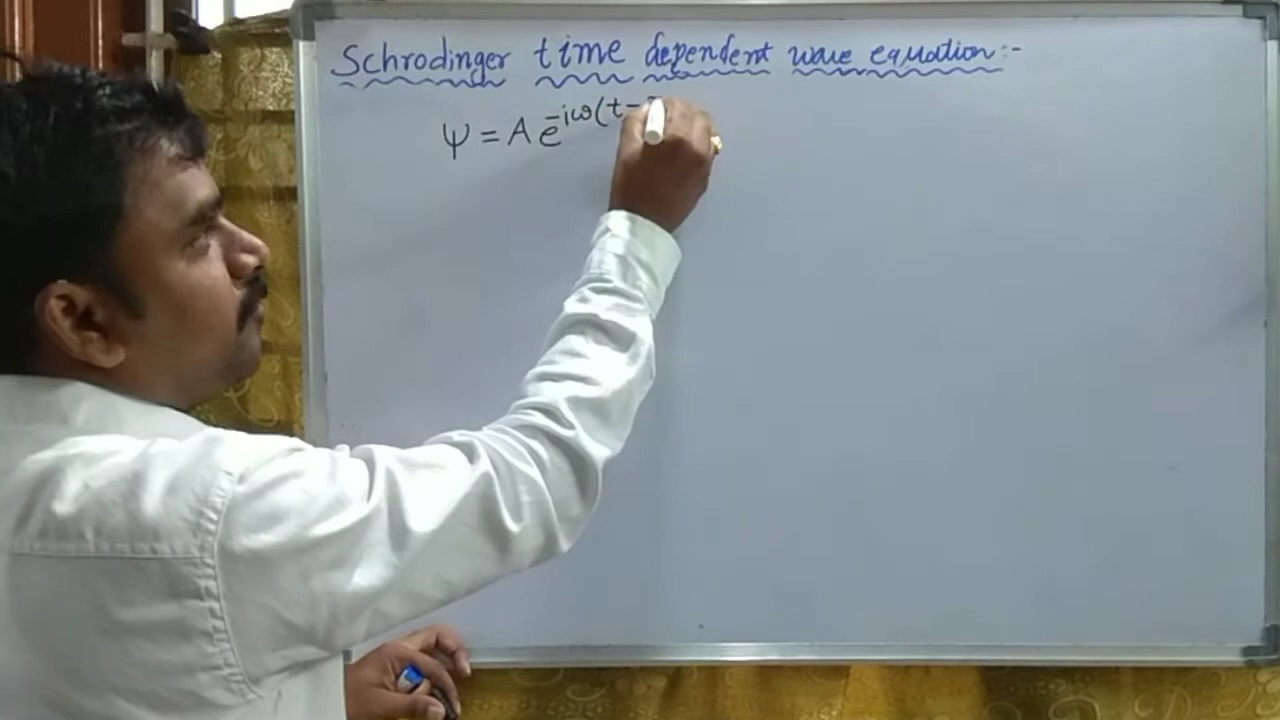 Schrodinger time dependent wave equation:-
ψ = A e^-iω(t-